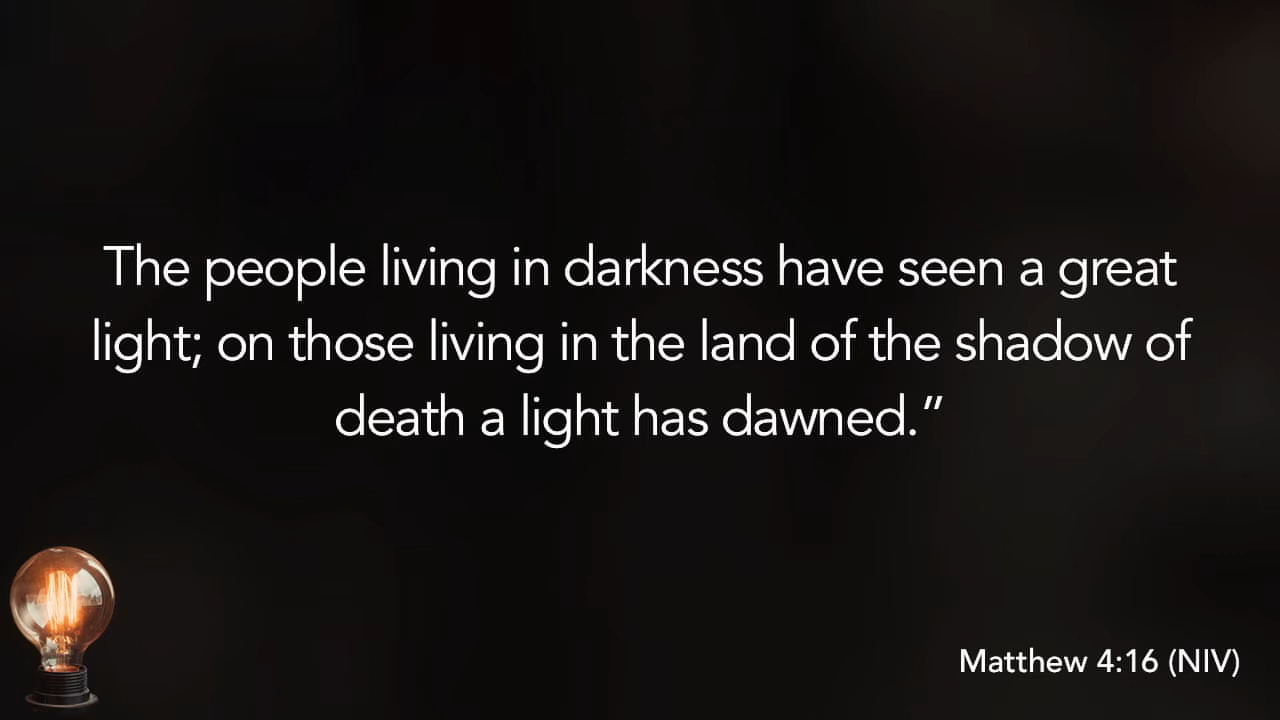 The people living in darkness have seen a great
light; on those living in the land of the shadow of
death a light has dawned.”
Matthew 4:16 (NIV)